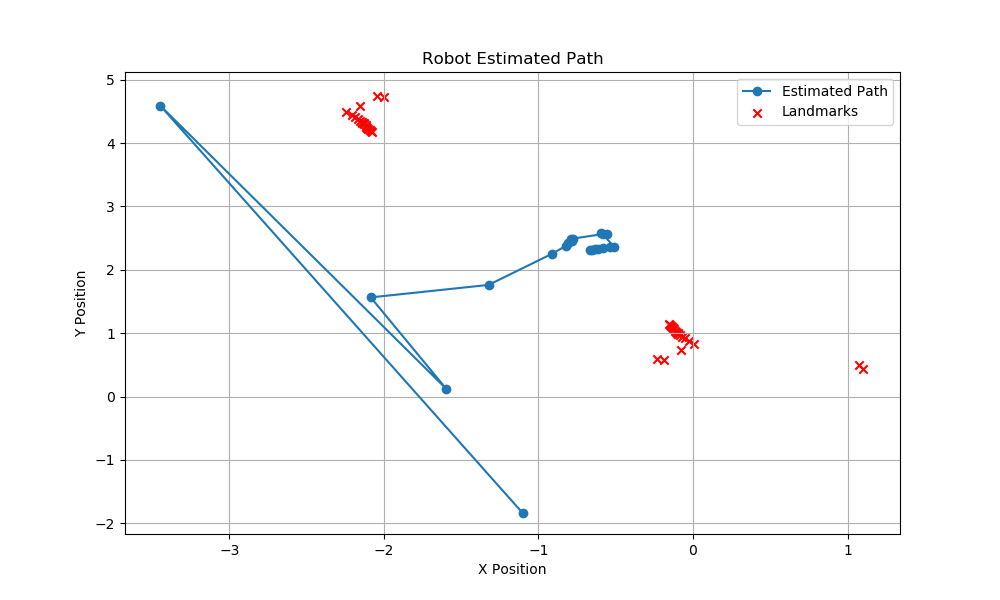 Robot Estimated Path
Estimated Path
Landmarks
5
4
3
2
1
0
−1
−2
Y Position
−3
−2
−1
0
1
X Position